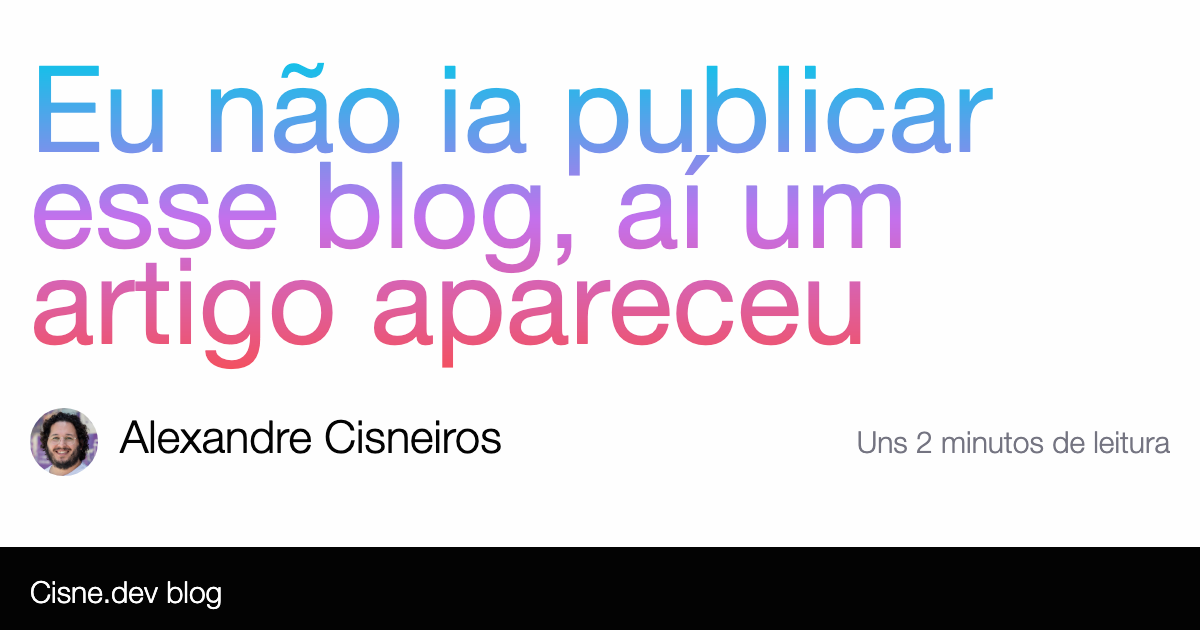 Eu não ia publicar
esse blog, aí um
artigo apareceu
Alexandre Cisneiros
Uns 2 minutos de leitura
Cisne.dev blog